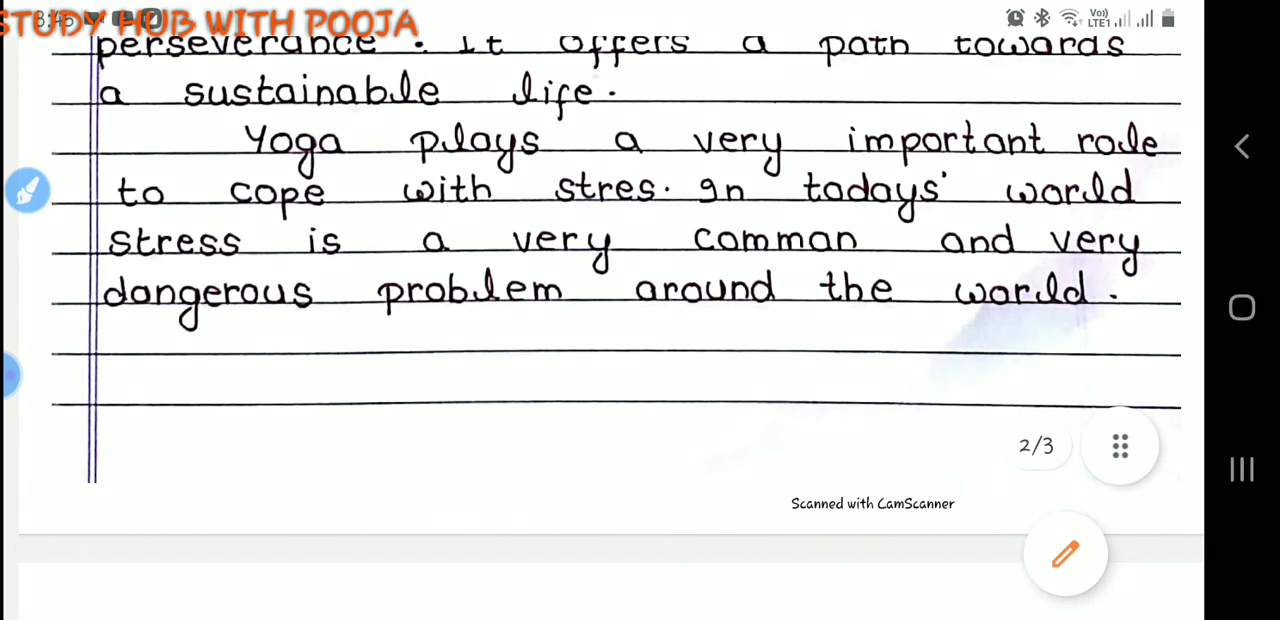 STUDY HUB WITH POOJA
perseverance. It offers a path towards
a sustainable life.
Yoga plays a very important role
to cope with stres. In todays' world
stress is a very comman and very
dangerous problem around the world.
2/3
Scanned with CamScanner